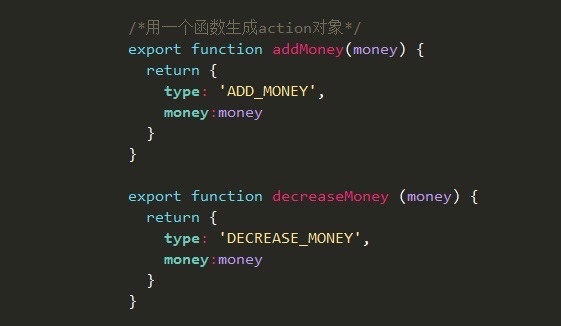 /*用一个函数生成action对象*/
export function addMoney(money) {
return {
type: 'ADD_MONEY',
money:money
}
}
export function decreaseMoney (money) {
return {
type: 'DECREASE_MONEY',
money:money
}
}